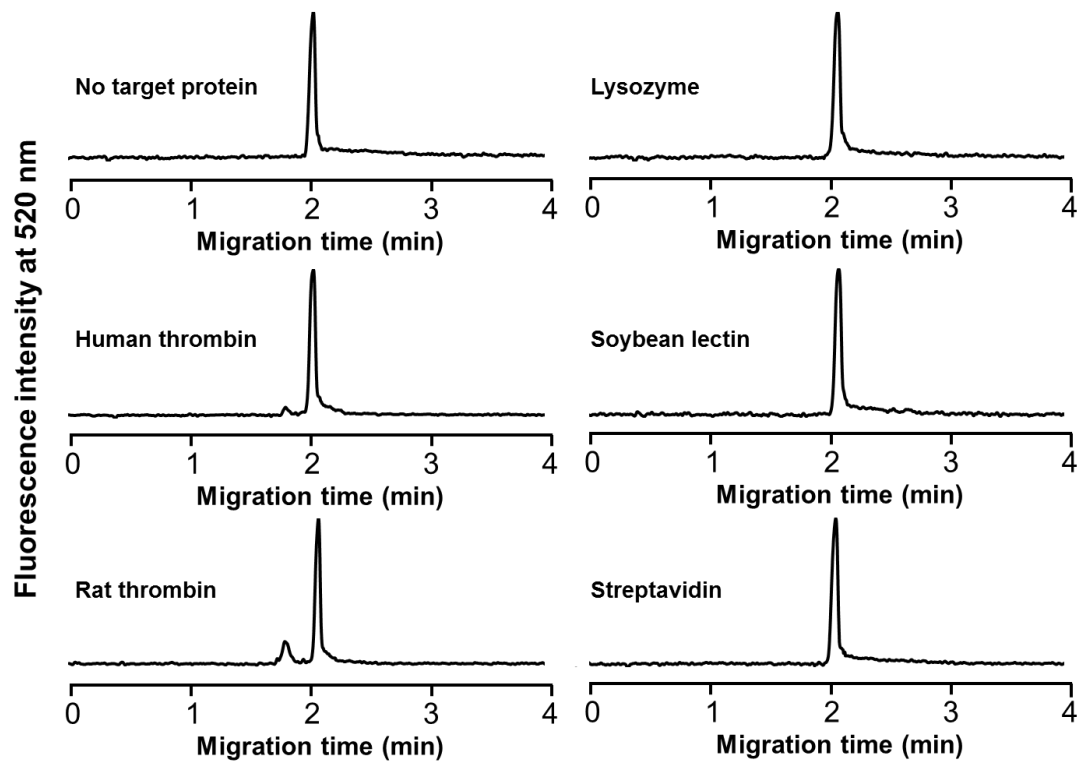 Fluorescence intensity at 520 nm
No target protein
0 1 2 3 4
Migration time (min)
Lysozyme
0 1 2 3 4
Migration time (min)
Human thrombin
0 1 2 3 4
Migration time (min)
Soybean lectin
0 1 2 3 4
Migration time (min)
Rat thrombin
0 1 2 3 4
Migration time (min)
Streptavidin
0 1 2 3 4
Migration time (min)